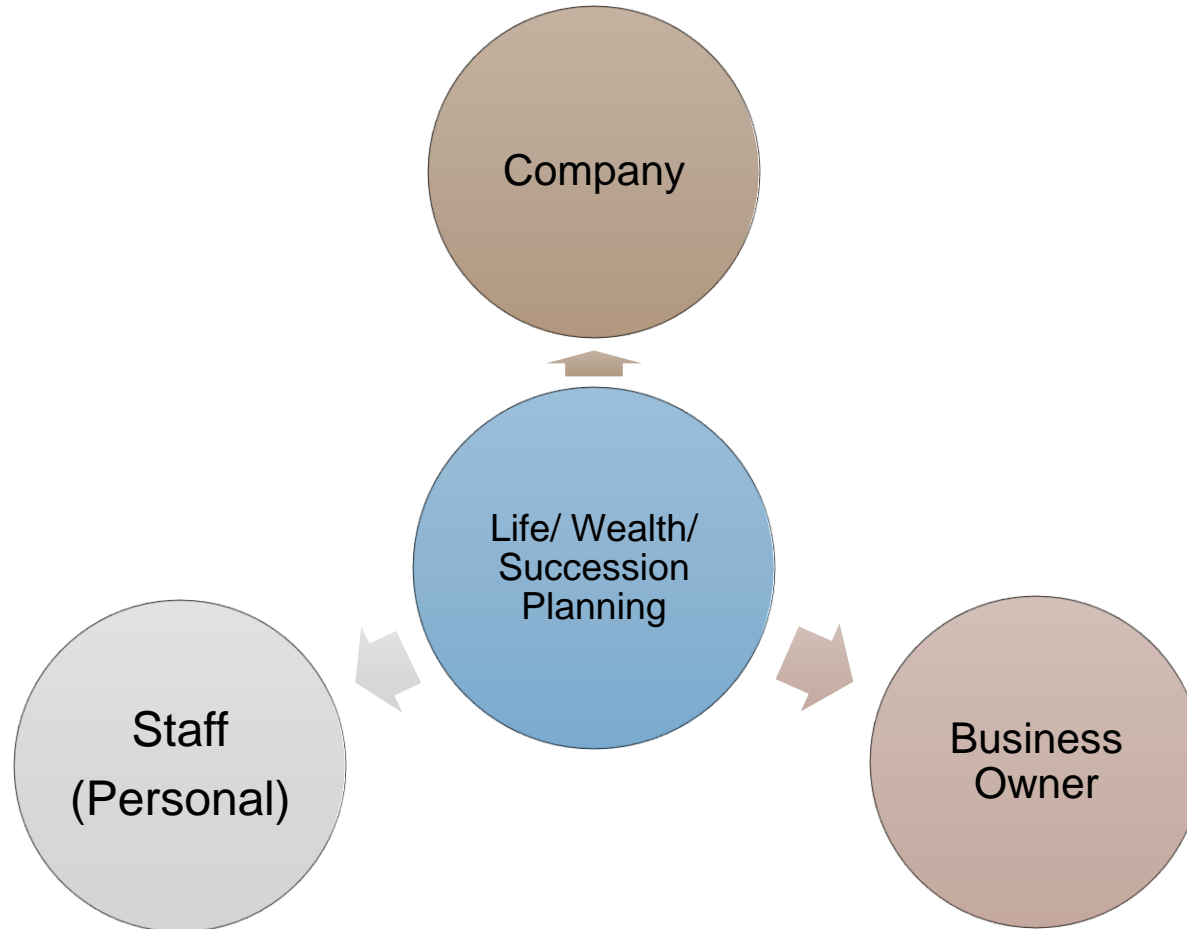 Company
Life/ Wealth/
Succession
Planning
Staff
(Personal)
Business
Owner